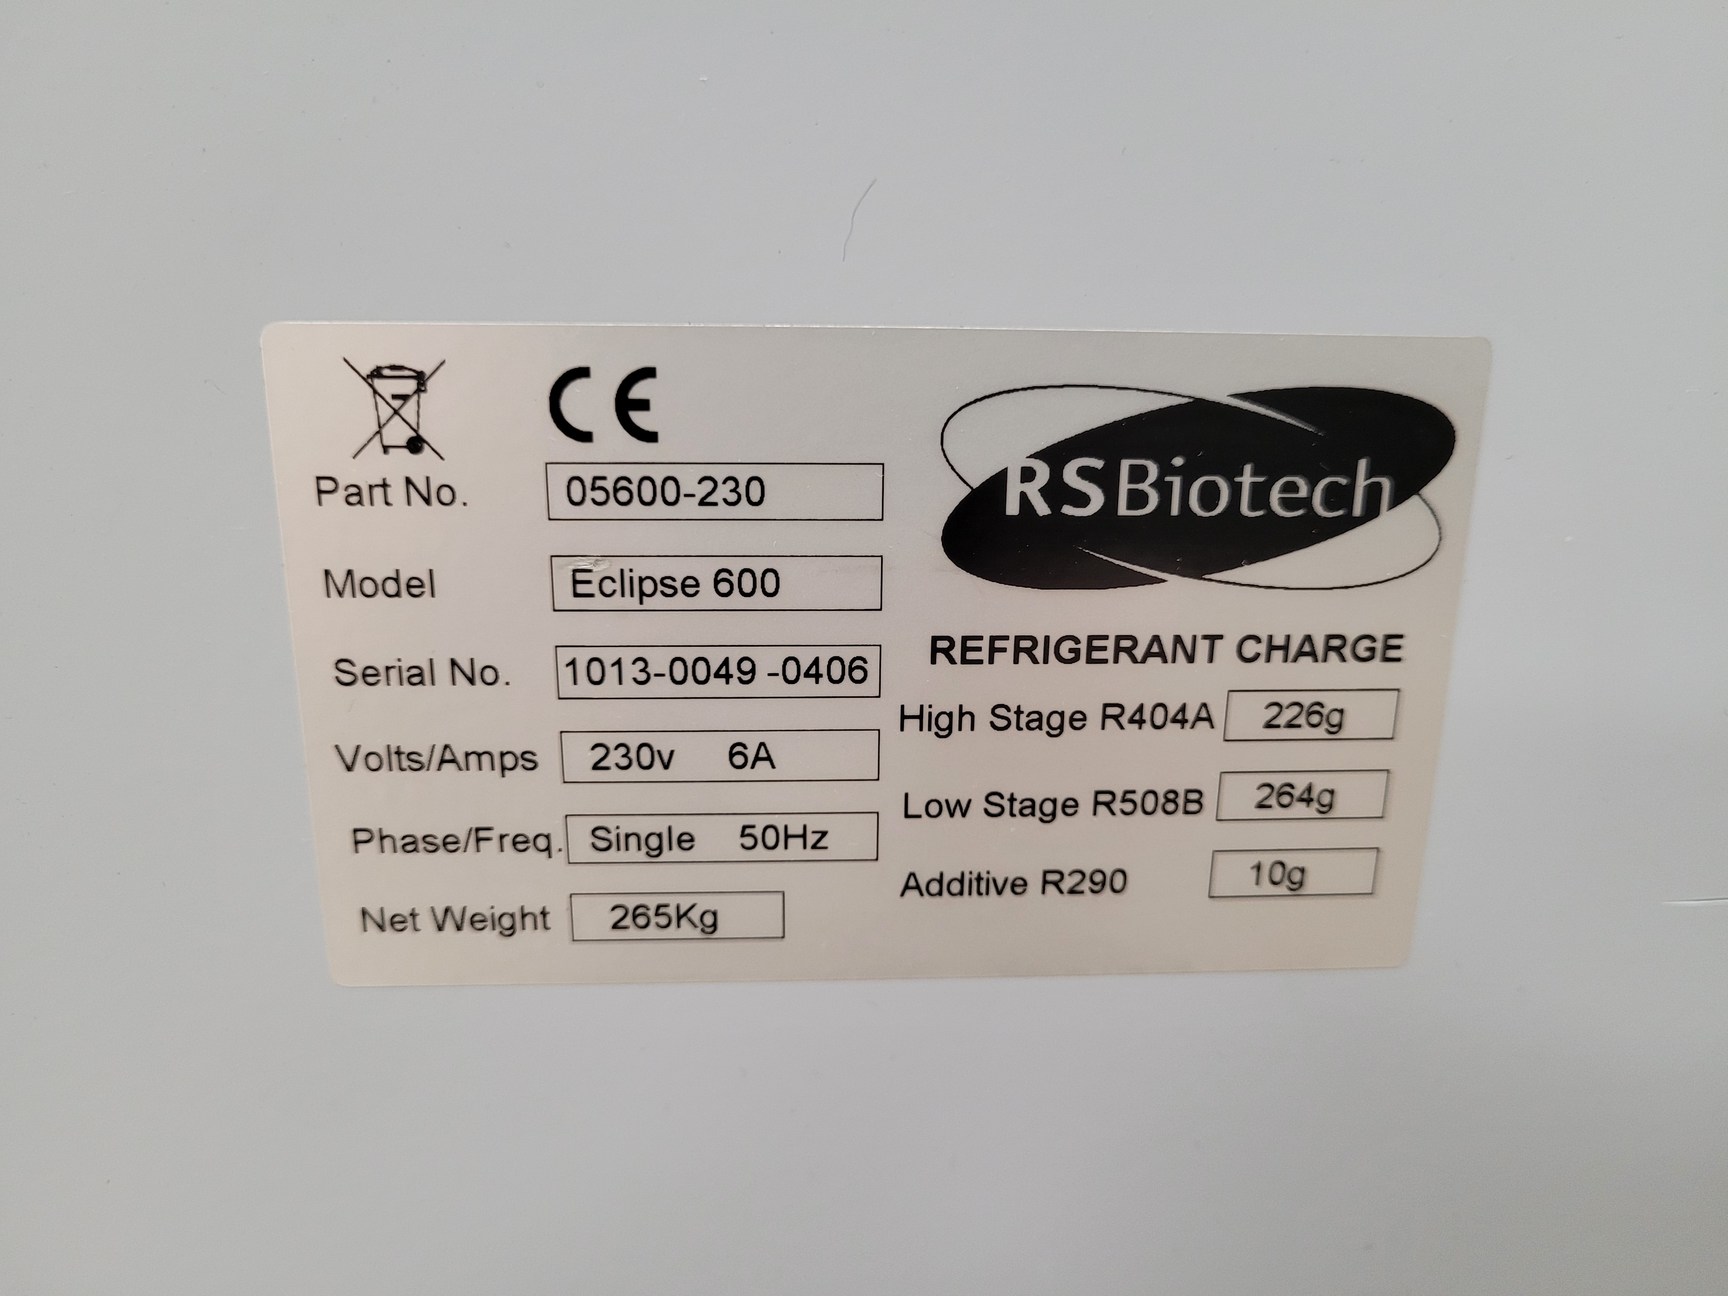 CE
RSBiotech
Part No. 05600-230
Model Eclipse 600
Serial No. 1013-0049 -0406
Volts/Amps 230v 6A
Phase/Freq. Single 50Hz
Net Weight 265Kg
REFRIGERANT CHARGE
High Stage R404A 226g
Low Stage R508B 264g
Additive R290 10g